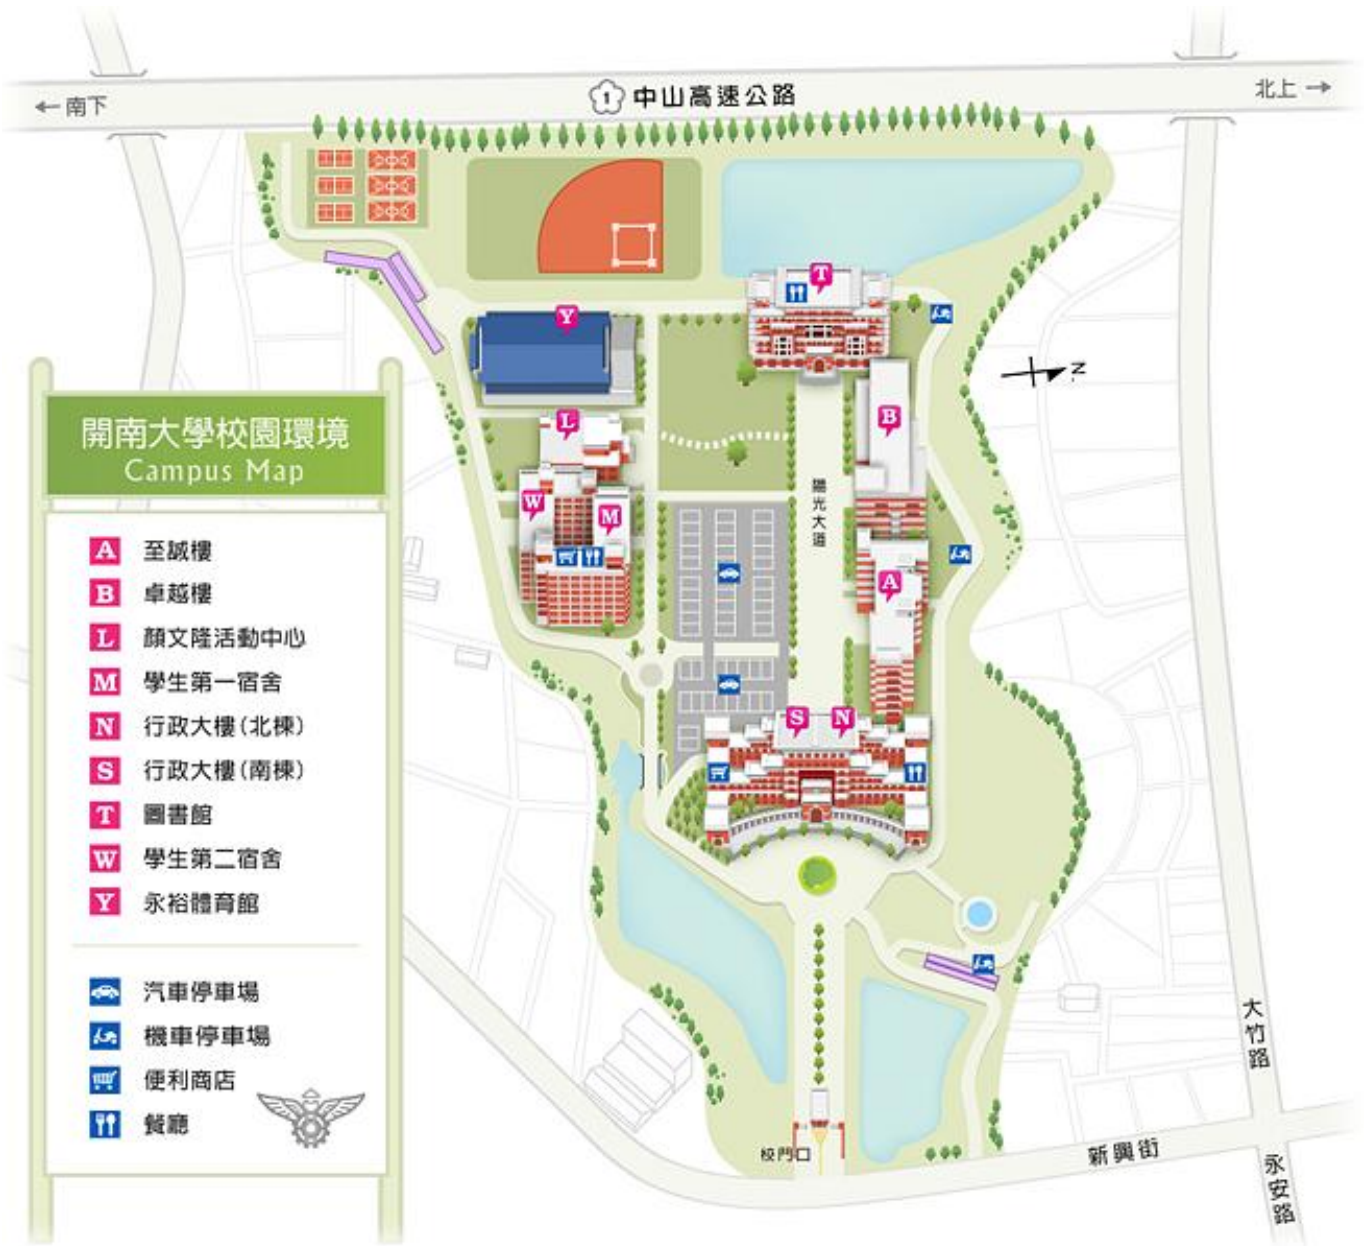 ← 南下
1 中山高速公路
北上 →
T
Y
N
L
B
W
M
陽光大道
A
S
N
開南大學校園環境
Campus Map
A 至誠樓
B 卓越樓
L 顏文隆活動中心
M 學生第一宿舍
N 行政大樓(北棟)
S 行政大樓(南棟)
T 圖書館
W 學生第二宿舍
Y 永裕體育館
汽車停車場
機車停車場
便利商店
餐廳
大竹路
校門口
新興街
永安路